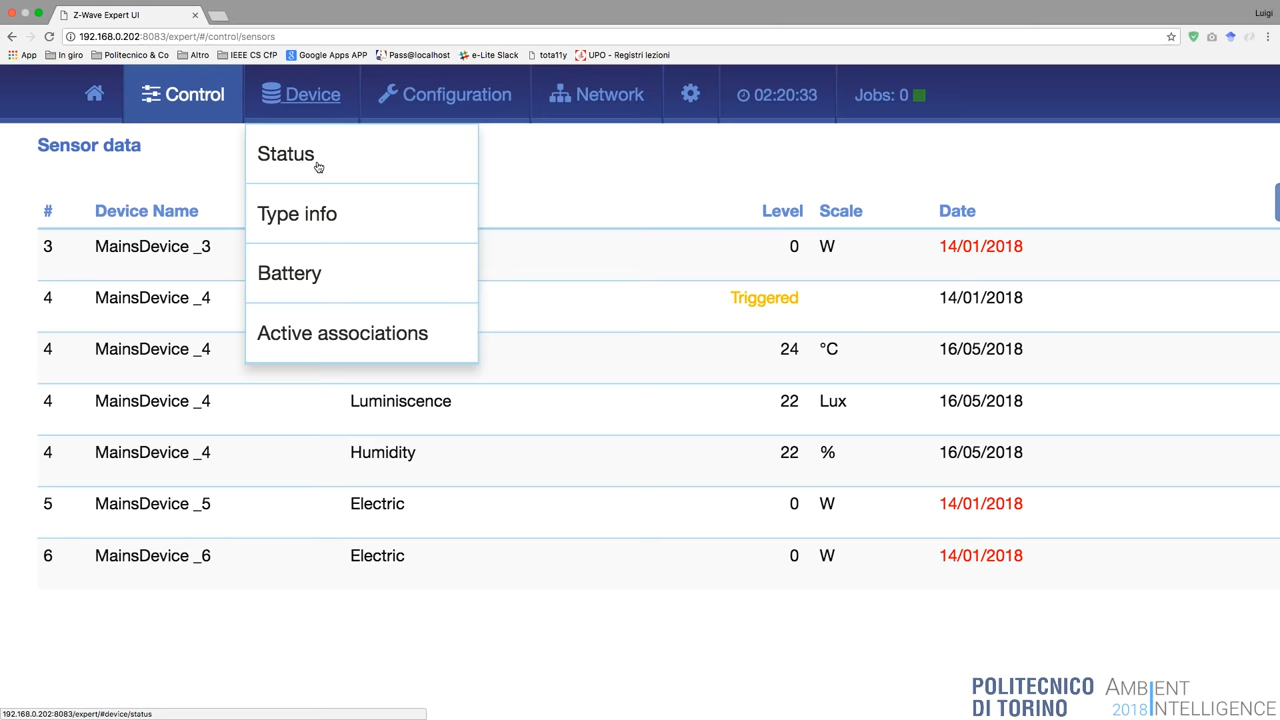 Z-Wave Expert UI
Luigi
192.168.0.202:8083/expert/#/control/sensors
App In giro Politecnico & Co Altro IEEE CS CfP Google Apps APP Pass@localhost e-Lite Slack tota11y UPO - Registri lezioni
Control Device Configuration Network 02:20:33 Jobs: 0
Sensor data
Status
Type info
Battery
Active associations
# Device Name Level Scale Date
3 MainsDevice _3 0 W 14/01/2018
4 MainsDevice _4 Triggered 14/01/2018
4 MainsDevice _4 24 °C 16/05/2018
4 MainsDevice _4 Luminiscence 22 Lux 16/05/2018
4 MainsDevice _4 Humidity 22 % 16/05/2018
5 MainsDevice _5 Electric 0 W 14/01/2018
6 MainsDevice _6 Electric 0 W 14/01/2018
POLITECNICO
DI TORINO
AMBIENT
2018 INTELLIGENCE
192.168.0.202:8083/expert/#device/status